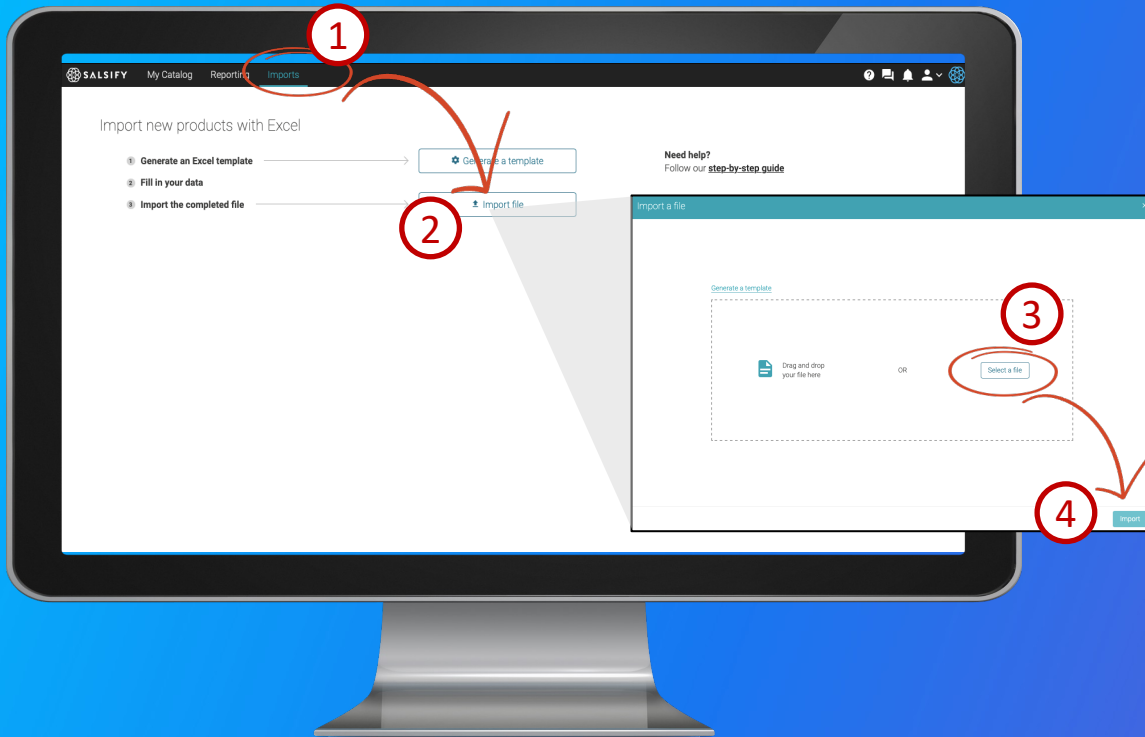 1
SALSIFY My Catalog Reporting Imports
Import new products with Excel
1 Generate an Excel template
Generate a template
Need help?
Follow our step-by-step guide
2 Fill in your data
3 Import the completed file
Import file
2
Import a file
Generate a template
3
Drag and drop
your file here
OR
Select a file
4
Import